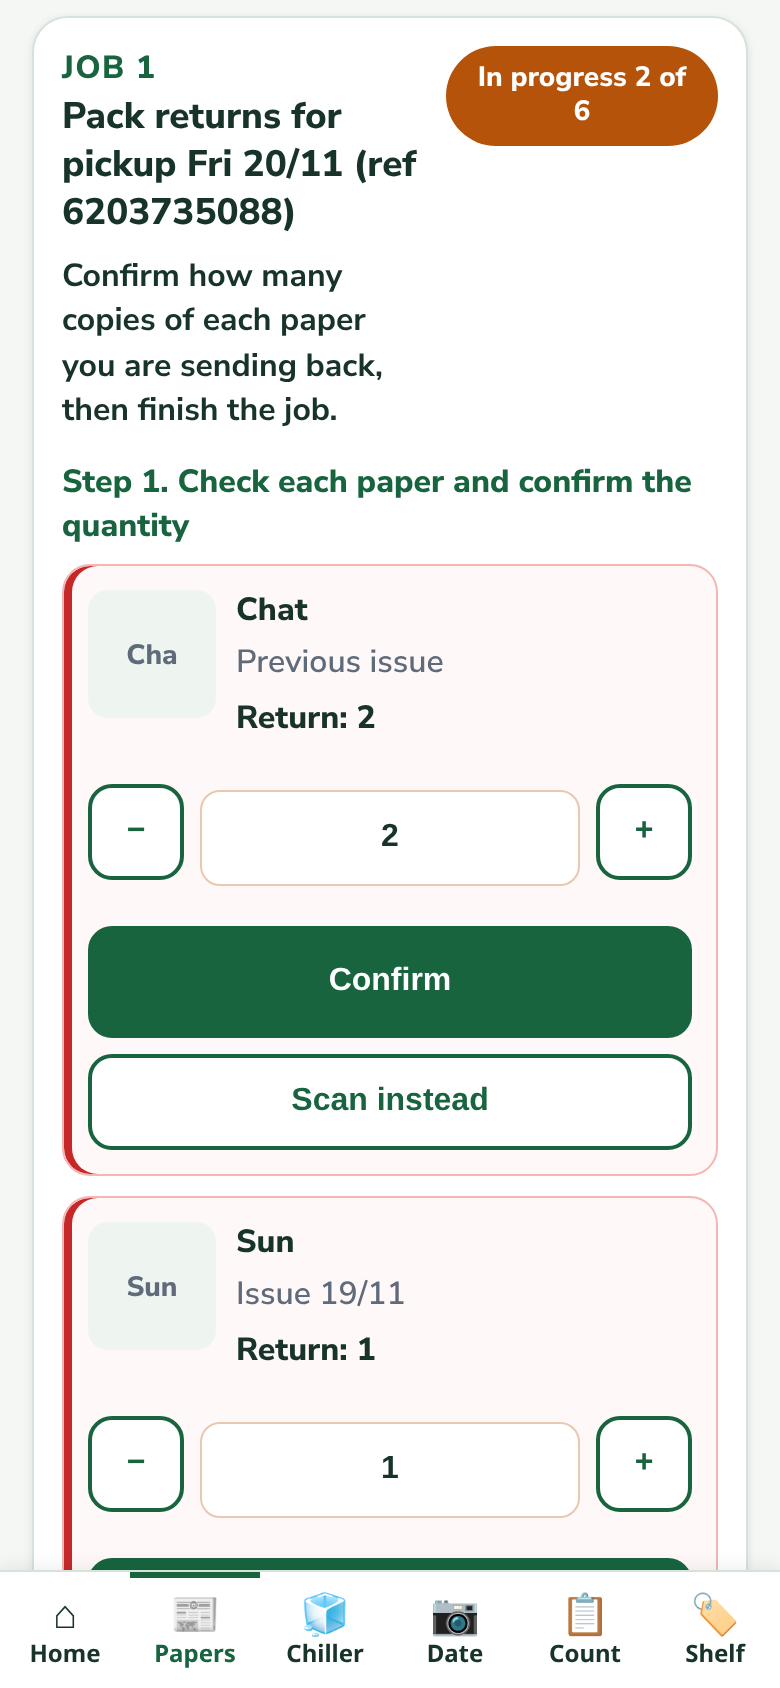 JOB 1
Pack returns for
pickup Fri 20/11 (ref
6203735088)
In progress 2 of
6
Confirm how many
copies of each paper
you are sending back,
then finish the job.
Step 1. Check each paper and confirm the
quantity
Cha
Chat
Previous issue
Return: 2
−
2
+
Confirm
Scan instead
Sun
Sun
Issue 19/11
Return: 1
−
1
+
Home
Papers
Chiller
Date
Count
Shelf